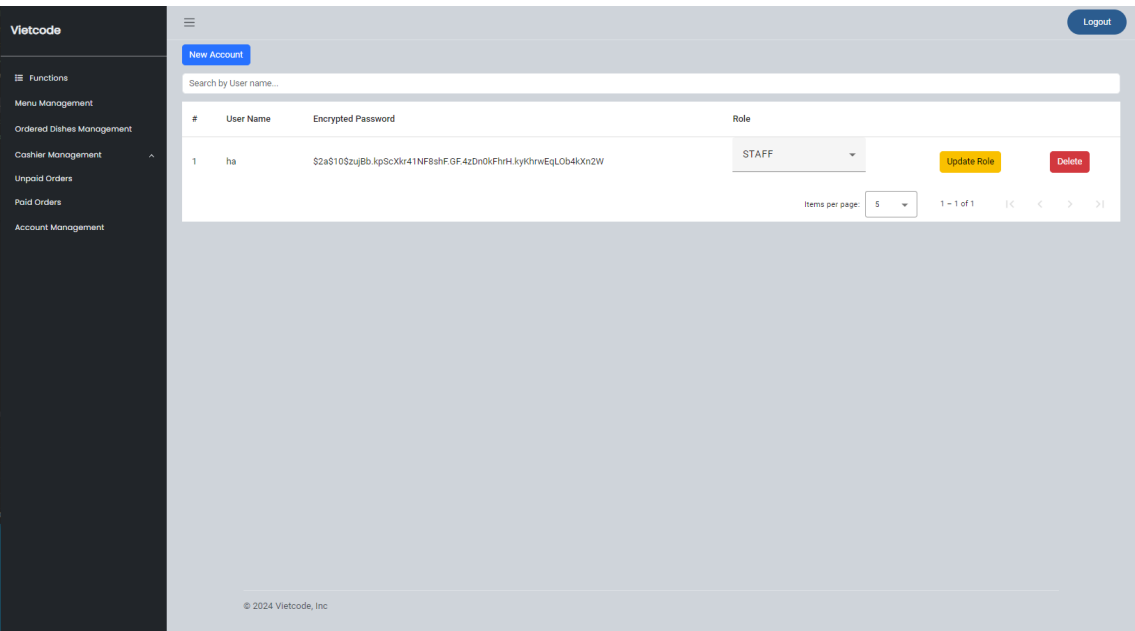 Vietcode
Logout
New Account
Functions
Search by User name...
Menu Management
# User Name Encrypted Password Role
Ordered Dishes Management
Cashier Management
1 ha $2a$10$zujBb.kpScXkr41NF8shF.GF.4zDn0kFhrH.kyKhrwEqLOb4kXn2W STAFF Update Role Delete
Unpaid Orders
Paid Orders
Items per page: 5 1 – 1 of 1
Account Management
© 2024 Vietcode, Inc